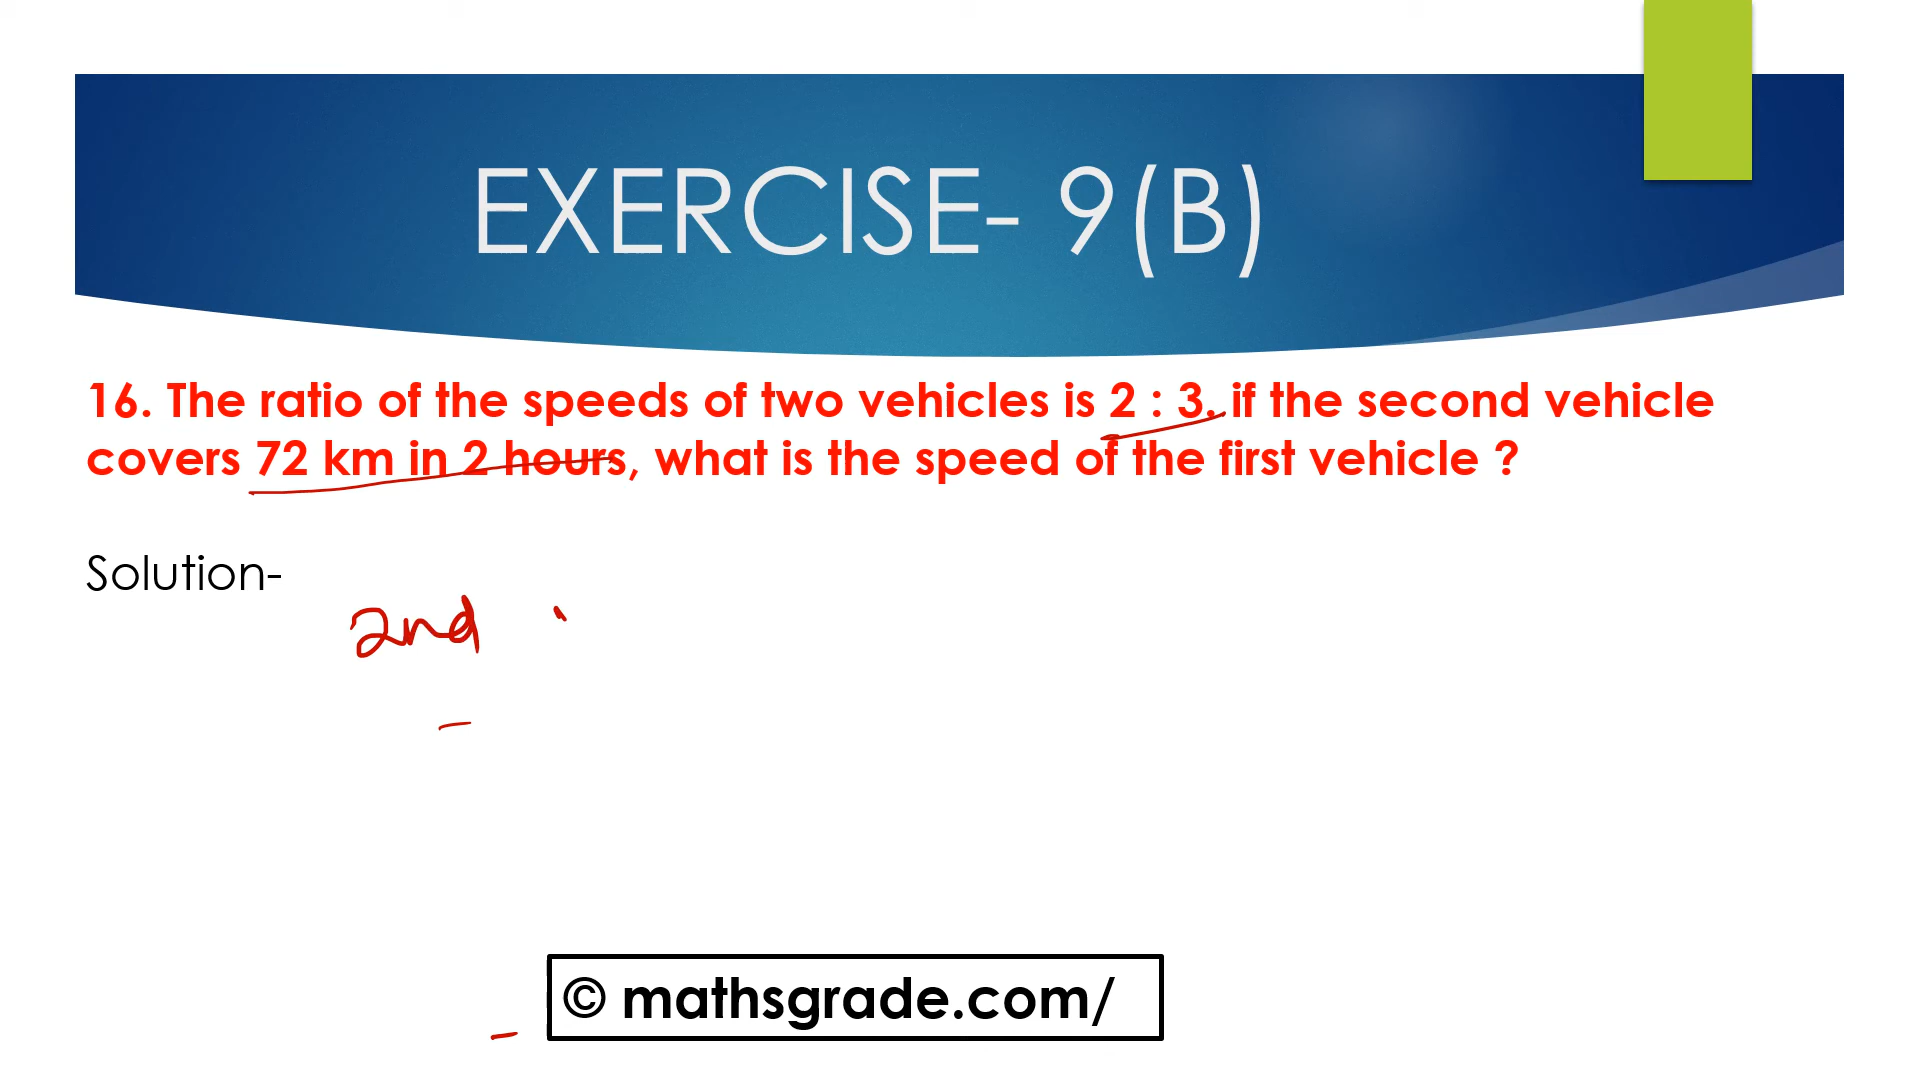 EXERCISE- 9(B)
16. The ratio of the speeds of two vehicles is 2 : 3. if the second vehicle
covers 72 km in 2 hours, what is the speed of the first vehicle ?
Solution-
2nd
© mathsgrade.com/